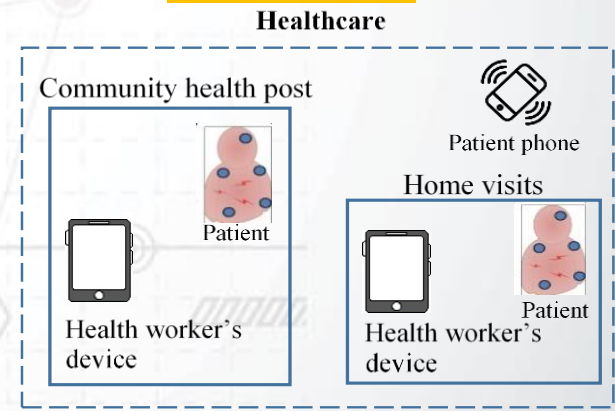 Healthcare
Community health post
Patient
Health worker's
device
Patient phone
Home visits
Patient
Health worker's
device